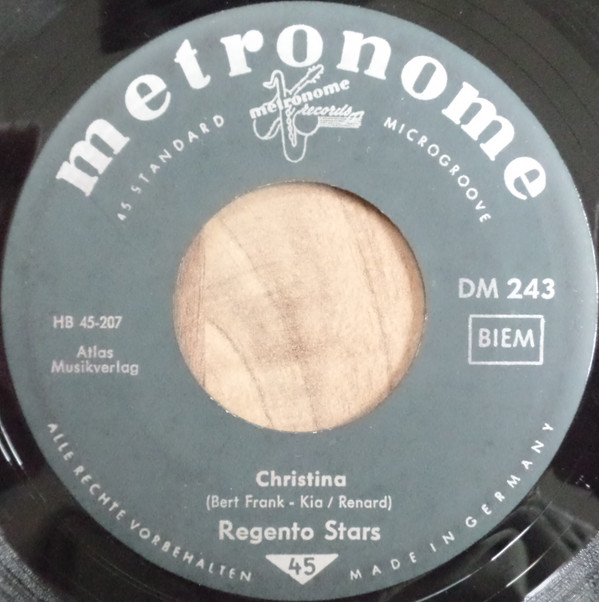 metronome
metronome
records
45 STANDARD
MICROGROOVE
DM 243
BIEM
HB 45-207
Atlas
Musikverlag
Christina
(Bert Frank - Kia / Renard)
Regento Stars
45
ALLE RECHTE VORBEHALTEN
MADE IN GERMANY